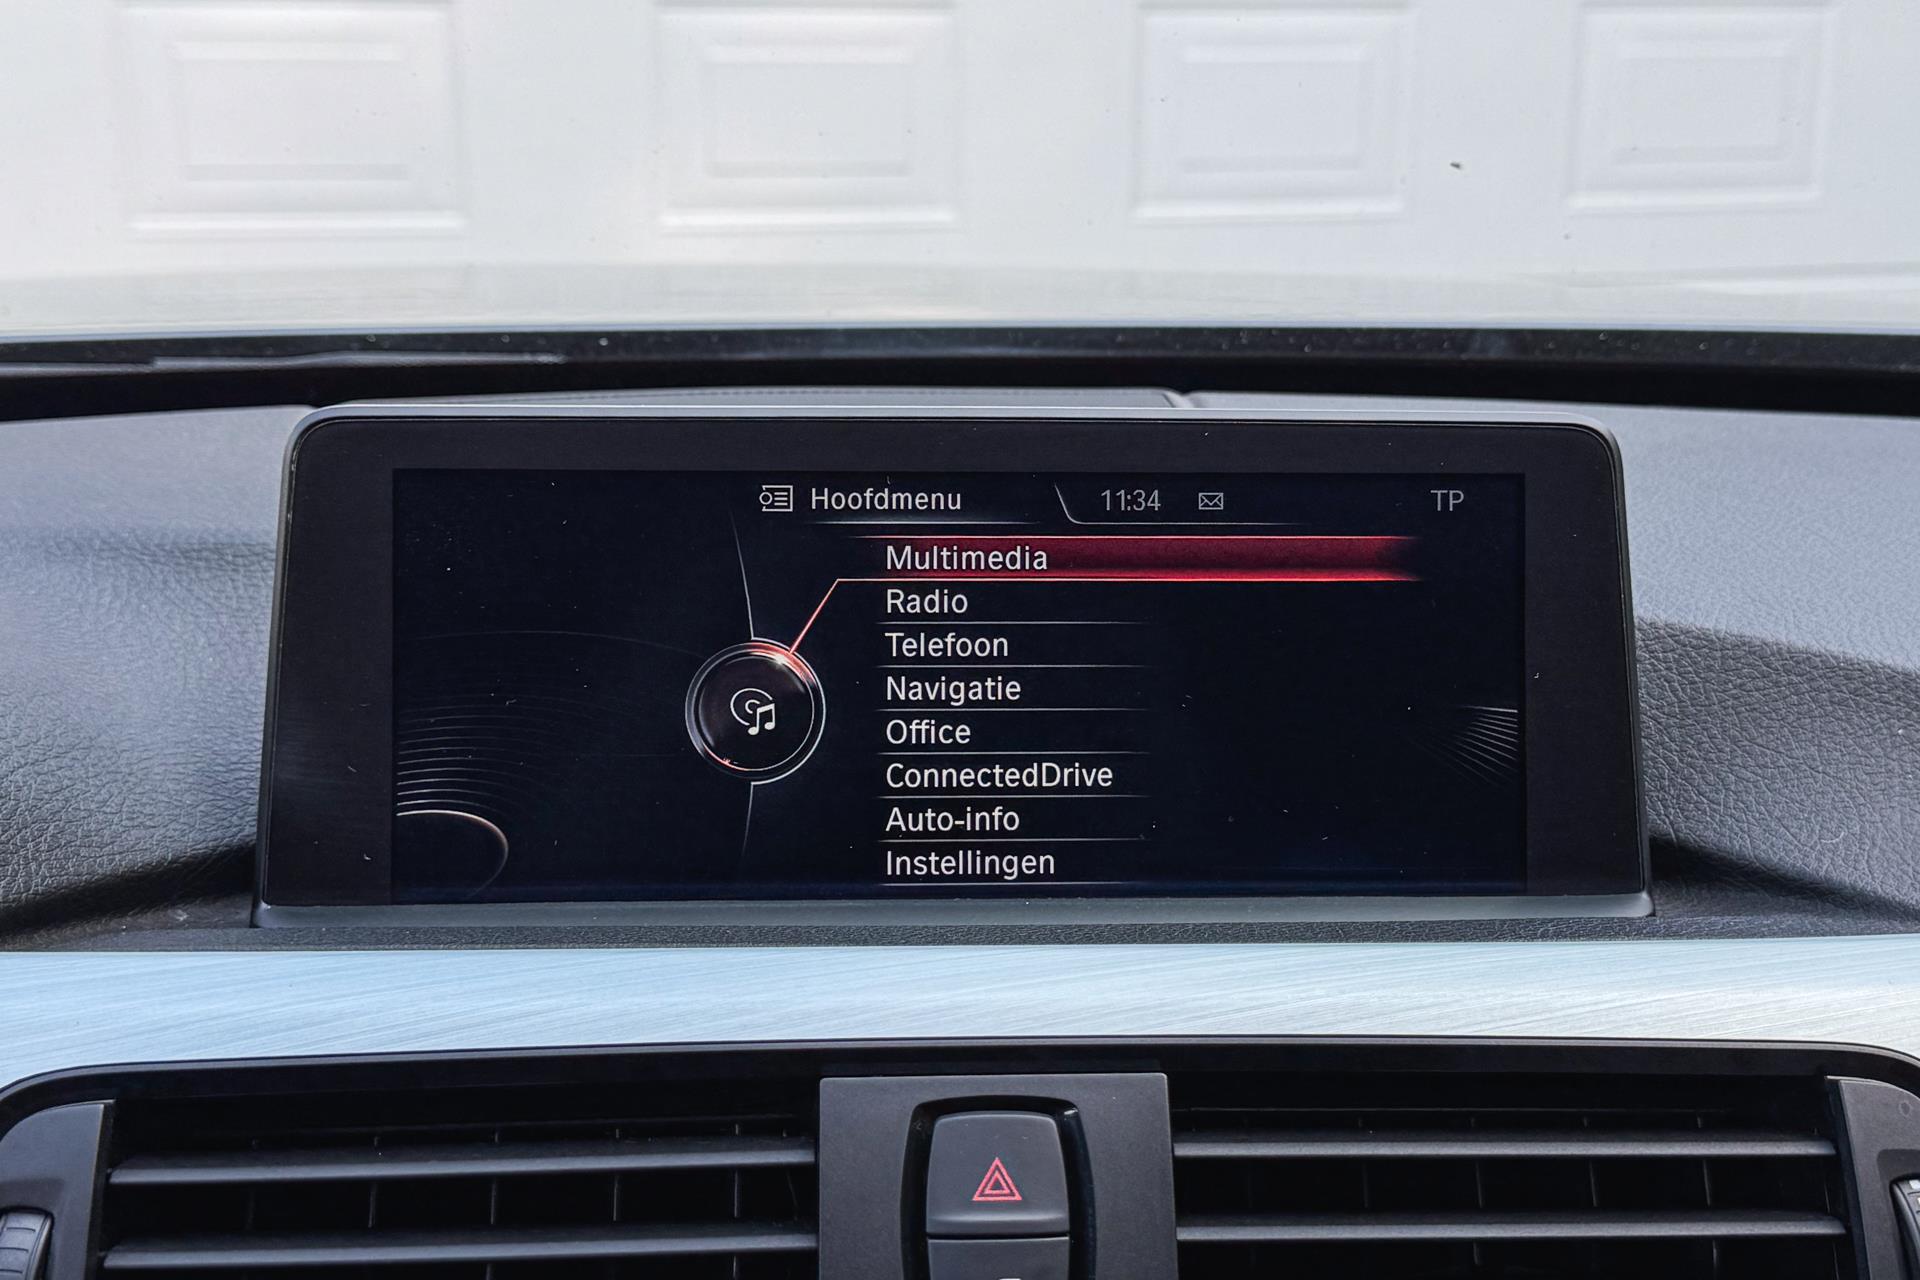 Hoofdmenu 11:34 TP
Multimedia
Radio
Telefoon
Navigatie
Office
ConnectedDrive
Auto-info
Instellingen